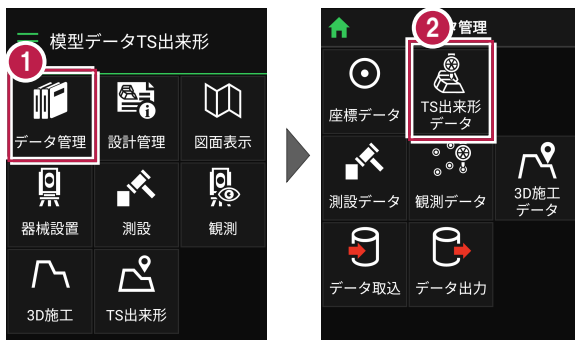 模型データTS出来形
1
データ管理
設計管理
図面表示
器械設置
測設
観測
3D施工
TS出来形
2
タ管理
座標データ
TS出来形
データ
測設データ
観測データ
3D施工
データ
データ取込
データ出力